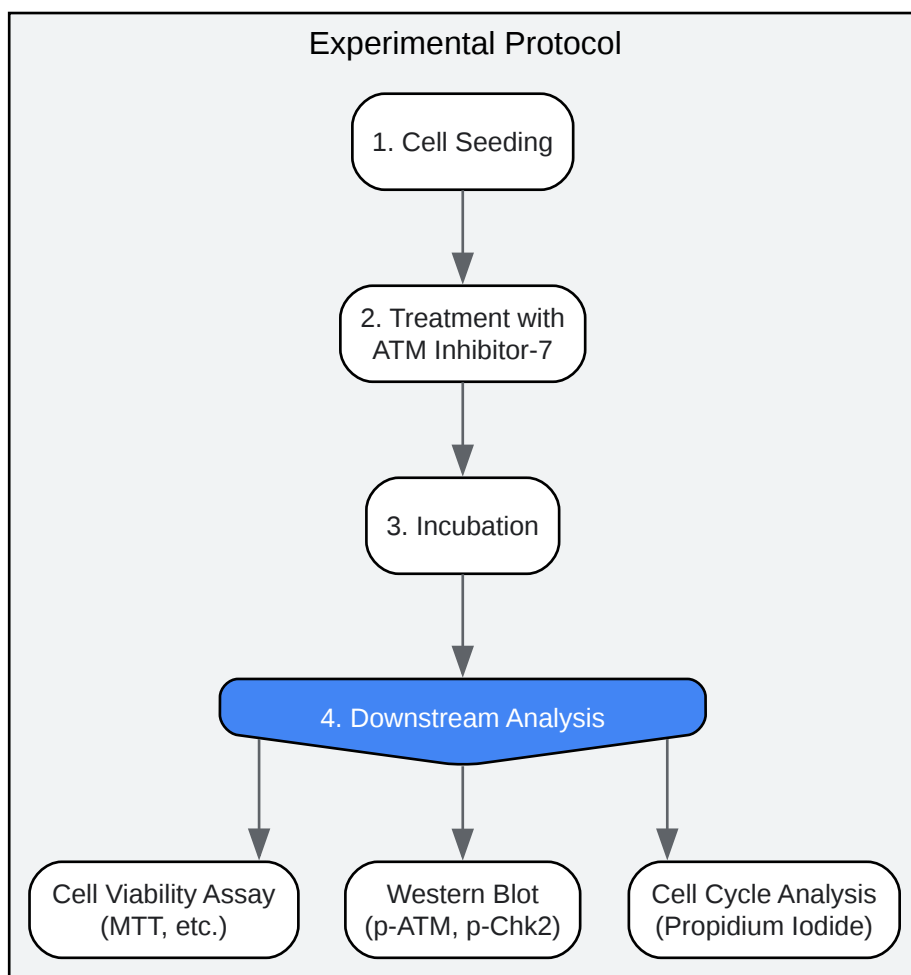 Experimental Protocol
1. Cell Seeding
2. Treatment with
ATM Inhibitor-7
3. Incubation
4. Downstream Analysis
Cell Viability Assay
(MTT, etc.)
Western Blot
(p-ATM, p-Chk2)
Cell Cycle Analysis
(Propidium Iodide)